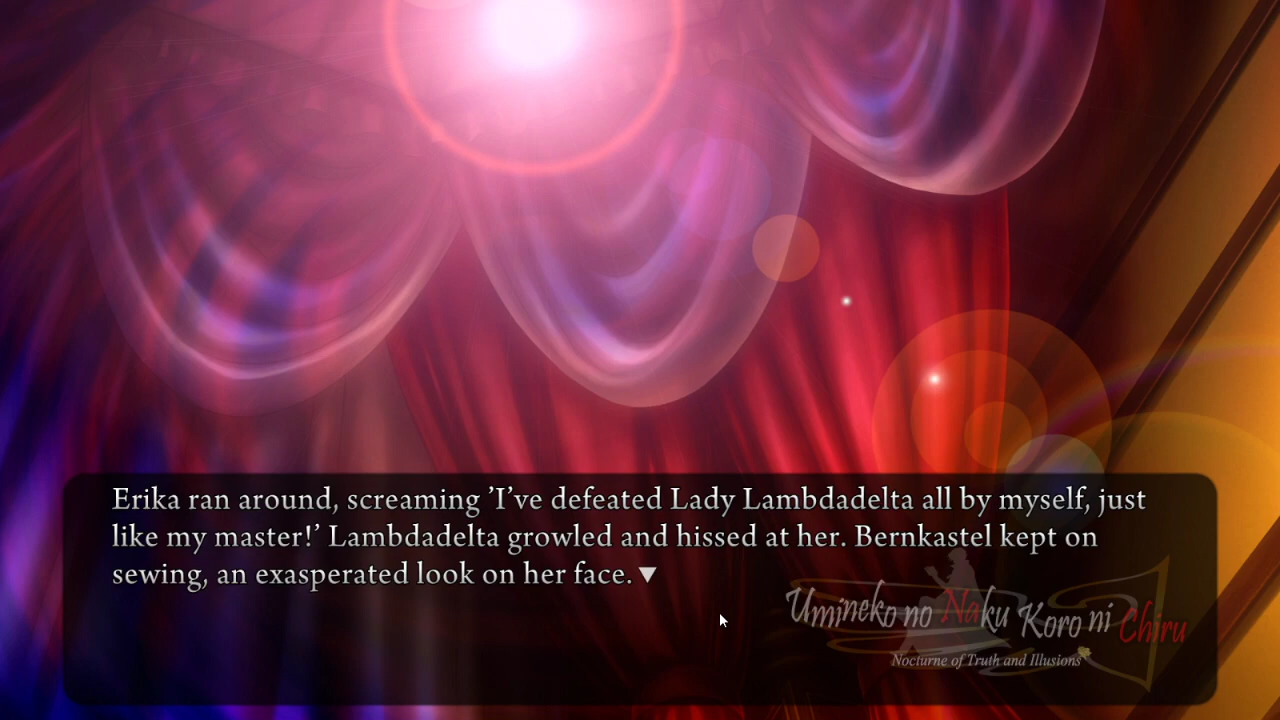 Erika ran around, screaming ’I’ve defeated Lady Lambdadelta all by myself, just
like my master!’ Lambdadelta growled and hissed at her. Bernkastel kept on
sewing, an exasperated look on her face.
Umineko no Naku Koro ni Chiru
Nocturne of Truth and Illusions